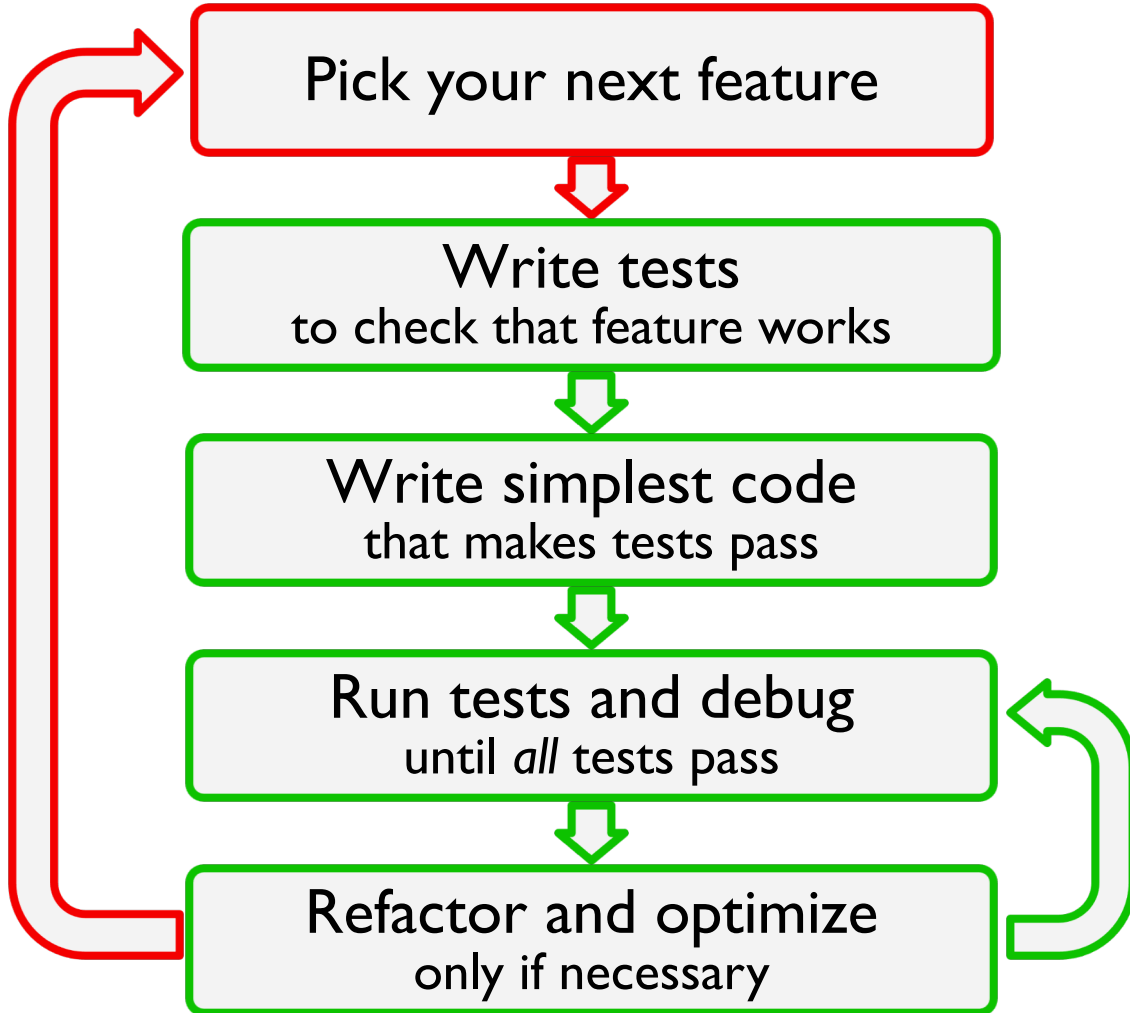 Pick your next feature
Write tests
to check that feature works
Write simplest code
that makes tests pass
Run tests and debug
until all tests pass
Refactor and optimize
only if necessary